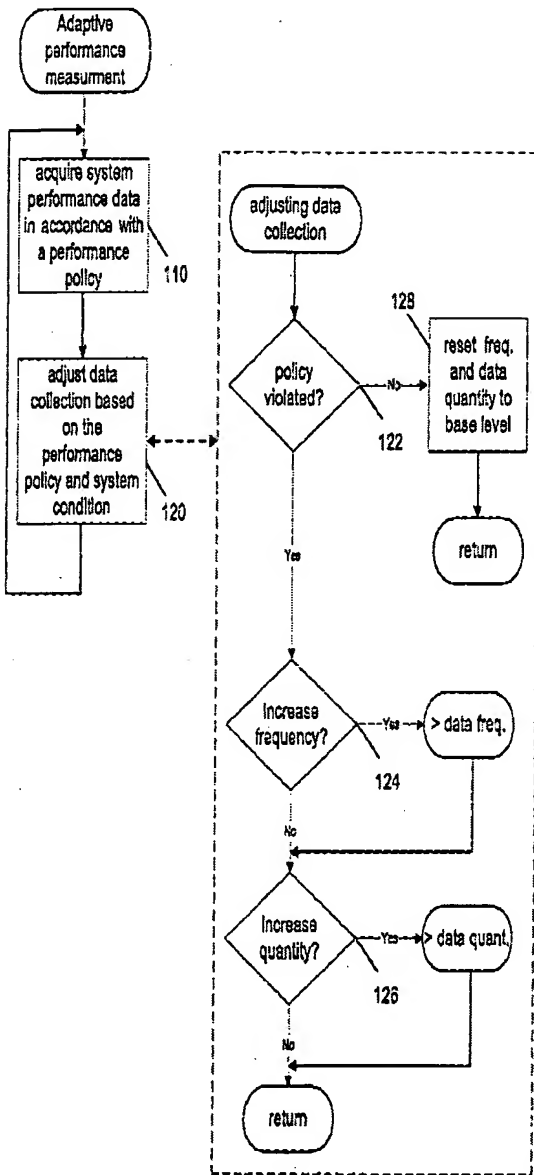 Adaptive
performance
measurment
acquire system
performance data
in accordance with
a performance
policy
110
adjust data
collection based
on the
performance
policy and system
condition
120
adjusting data
collection
policy
violated?
122
No
128
reset freq.
and data
quantity to
base level
return
Yes
Increase
frequency?
124
Yes
> data freq.
No
Increase
quantity?
126
Yes
> data quant.
No
return